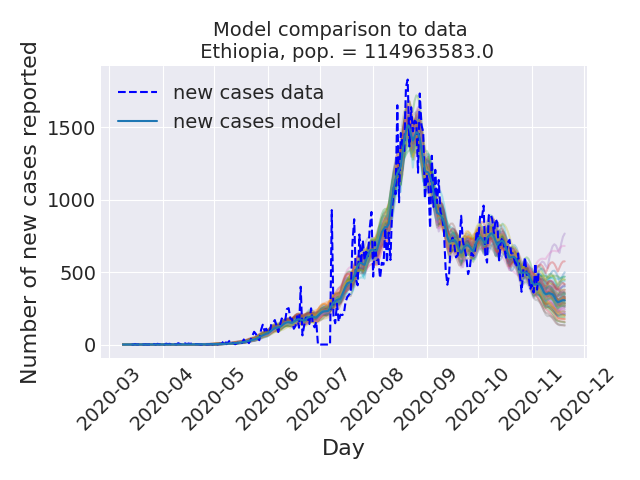 Model comparison to data
Ethiopia, pop. = 114963583.0
new cases data
new cases model
Number of new cases reported
1500
1000
500
0
2020-03
2020-04
2020-05
2020-06
2020-07
2020-08
2020-09
2020-10
2020-11
2020-12
Day